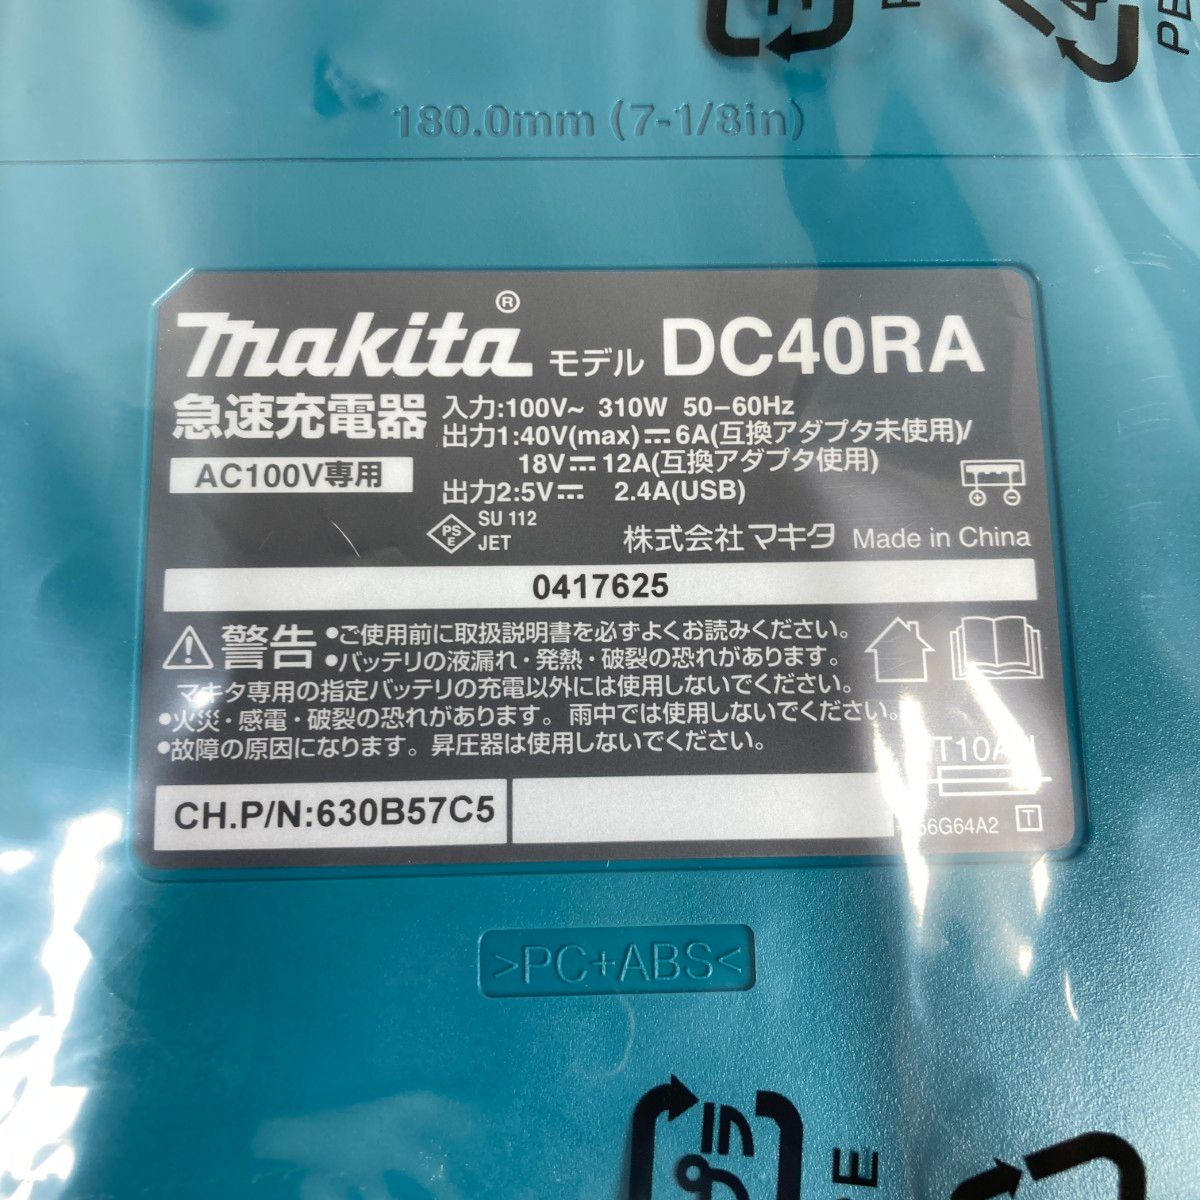 180.0mm (7-1/8in)
makita® モデル DC40RA
急速充電器
AC100V専用
入力:100V~ 310W 50-60Hz
出力1:40V(max)⎓6A(互換アダプタ未使用)/
18V⎓12A(互換アダプタ使用)
出力2:5V⎓ 2.4A(USB)
PSE
SU 112
JET
株式会社マキタ Made in China
0417625
警告 •ご使用前に取扱説明書を必ずよくお読みください。
•バッテリの液漏れ・発熱・破裂の恐れがあります。
マキタ専用の指定バッテリの充電以外には使用しないでください。
•火災・感電・破裂の恐れがあります。雨中では使用しないでください。
•故障の原因になります。昇圧器は使用しないでください。
CH.P/N:630B57C5
T
>PC+ABS<